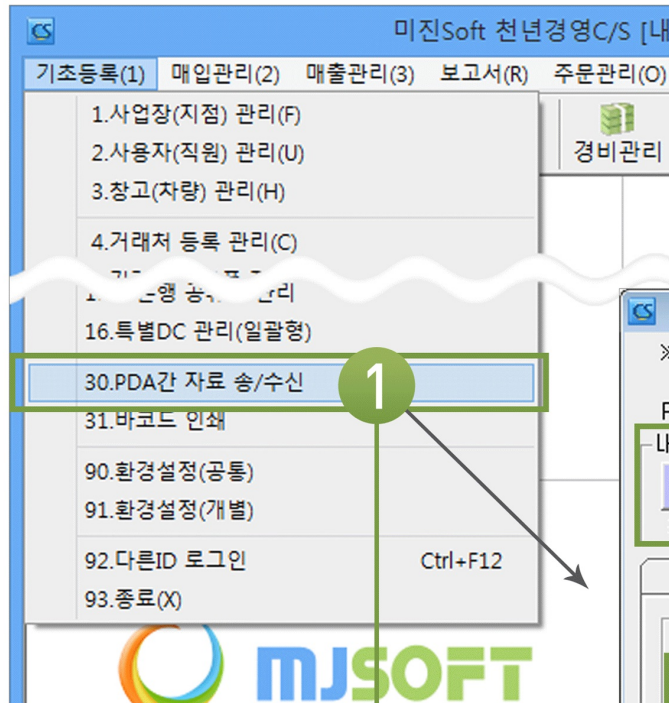 CS 미진Soft 천년경영C/S [내
기초등록(1) 매입관리(2) 매출관리(3) 보고서(R) 주문관리(O)
1.사업장(지점) 관리(F)
2.사용자(직원) 관리(U)
경비관리
3.창고(차량) 관리(H)
4.거래처 등록 관리(C)
CS
16.특별DC 관리(일괄형)
※
30.PDA간 자료 송/수신
1
31.바코드 인쇄
90.환경설정(공통)
91.환경설정(개별)
92.다른ID 로그인 Ctrl+F12
93.종료(X)
MJSOFT